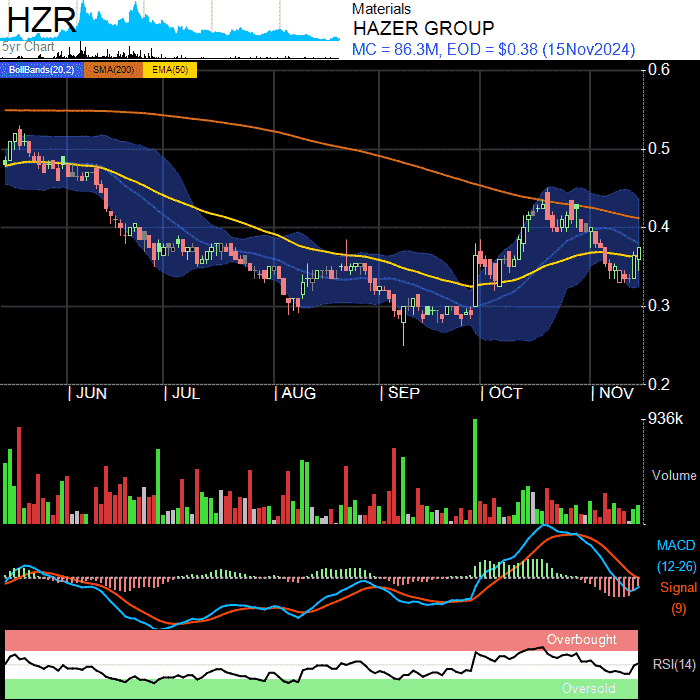 HZR
5yr Chart
Materials
HAZER GROUP
MC = 86.3M, EOD = $0.38 (15Nov2024)
BollBands(20,2) SMA(200) EMA(50)
0.6
0.5
0.4
0.3
0.2
JUN JUL AUG SEP OCT NOV
936k
Volume
MACD
(12-26)
Signal
(9)
Overbought
RSI(14)
Oversold